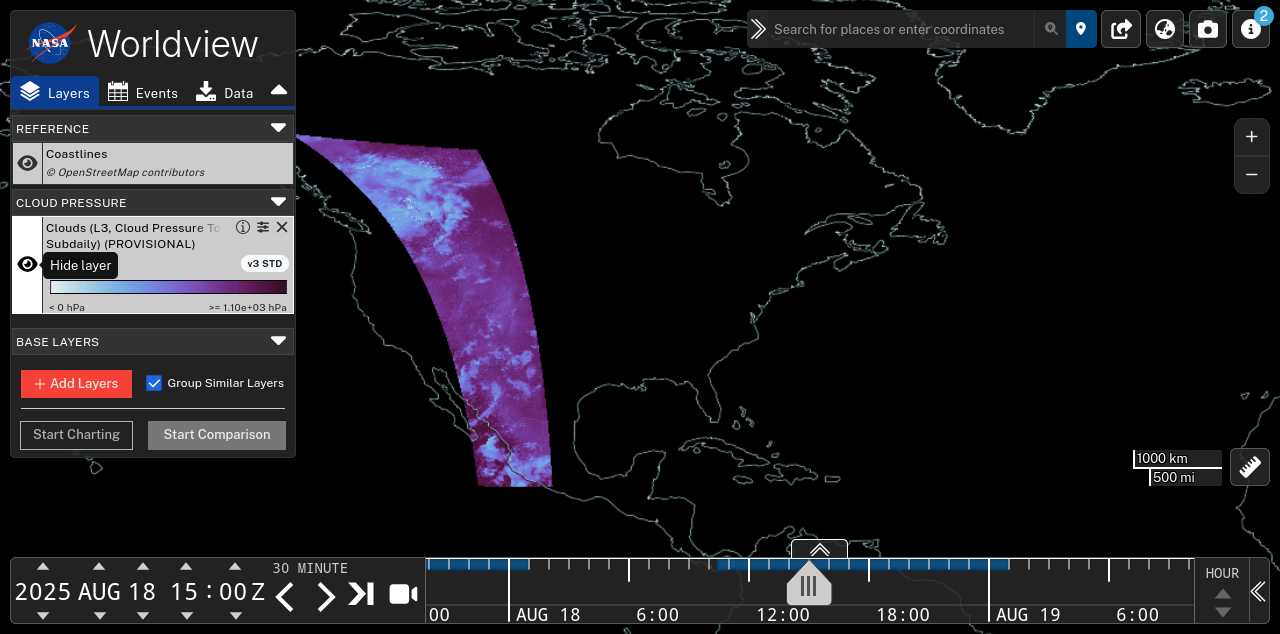 NASA
Worldview
Layers
Events
Data
REFERENCE
Coastlines
© OpenStreetMap contributors
CLOUD PRESSURE
Clouds (L3, Cloud Pressure To
Subdaily) (PROVISIONAL)
Hide layer
v3 STD
< 0 hPa
>= 1.10e+03 hPa
BASE LAYERS
+ Add Layers
Group Similar Layers
Start Charting
Start Comparison
Search for places or enter coordinates
2
+
−
1000 km
500 mi
2025 AUG 18 15 : 00 Z
30 MINUTE
00
AUG 18
6:00
12:00
18:00
AUG 19
6:00
HOUR